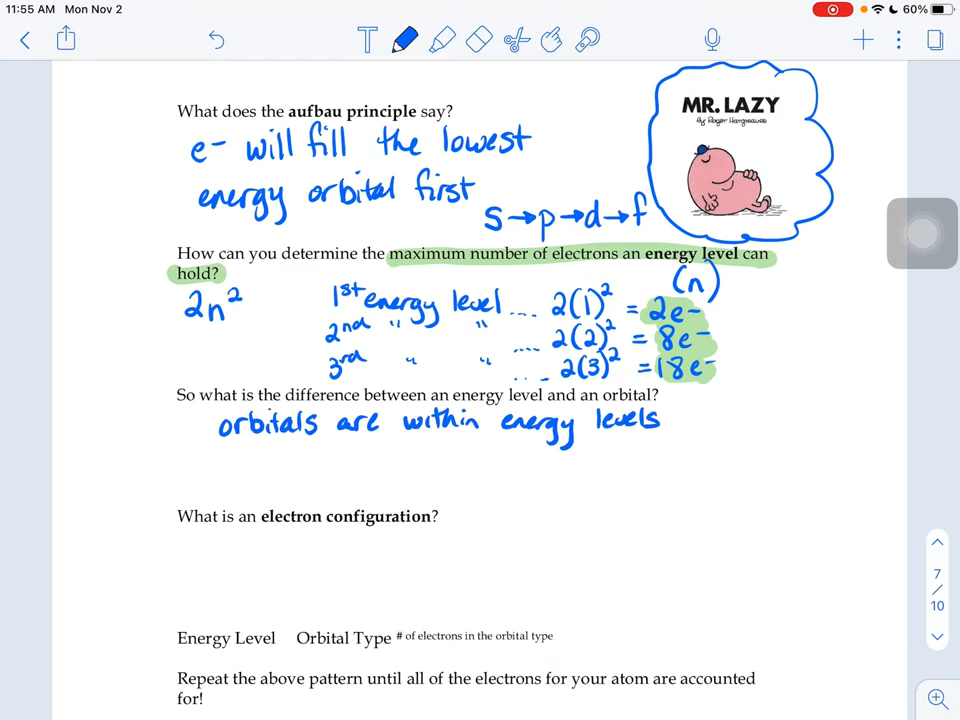 11:55 AM Mon Nov 2
60%
T
MR. LAZY
By Roger Hargreaves
What does the aufbau principle say?
e- will fill the lowest
energy orbital first
s→p→d→f
How can you determine the maximum number of electrons an energy level can
hold?
(n)
2n²
1st energy level .... 2(1)² = 2e-
2nd " " .... 2(2)² = 8e-
3rd " " .... 2(3)² = 18e-
So what is the difference between an energy level and an orbital?
orbitals are within energy levels
What is an electron configuration?
Energy Level Orbital Type # of electrons in the orbital type
Repeat the above pattern until all of the electrons for your atom are accounted
for!
7
/
10